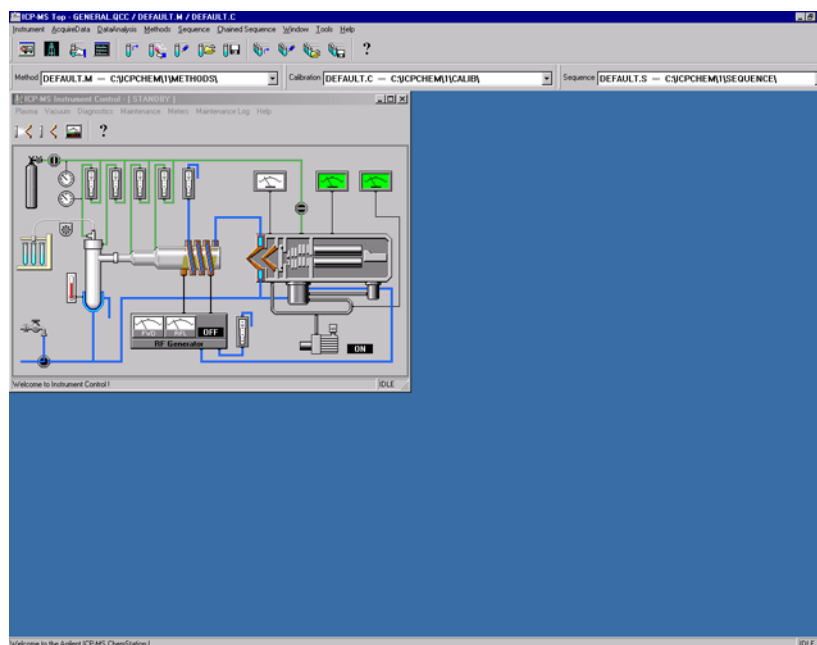 ICP-MS Top - GENERAL.QCC / DEFAULT.M / DEFAULT.C
Instrument AcquireData DataAnalysis Methods Sequence Chained Sequence Window Tools Help
?
Method DEFAULT.M — C:\ICPCHEM\1\METHODS\ Calibration DEFAULT.C — C:\ICPCHEM\1\CALIB\ Sequence DEFAULT.S — C:\ICPCHEM\1\SEQUENCE\
ICP-MS Instrument Control - [ STANDBY ]
Plasma Vacuum Diagnostics Maintenance Meters Maintenance Log Help
?
FWD RFL OFF
RF Generator
ON
Welcome to Instrument Control ! IDLE
Welcome to the Agilent ICP-MS ChemStation ! IDLE